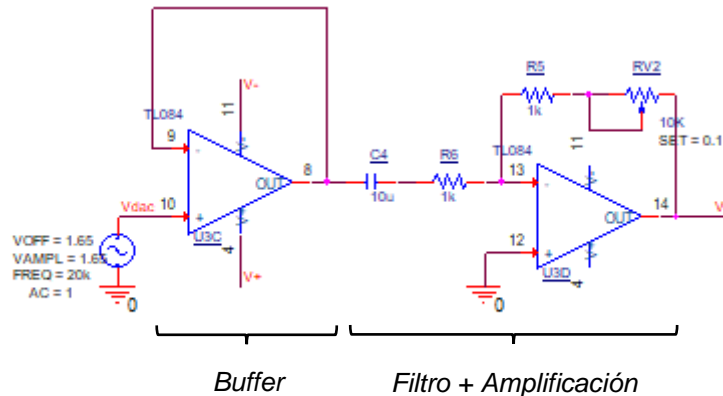 R5
RV2
1k
10K
SET = 0.1
TL084
11
V-
V-
9
-
OUT
8
C4
10u
R6
1k
TL084
11
V-
13
-
OUT
14
V
Vdac
10
+
U3C
4
V+
V+
12
+
U3D
4
V+
0
VOFF = 1.65
VAMPL = 1.65
FREQ = 20k
AC = 1
0
Buffer
Filtro + Amplificación